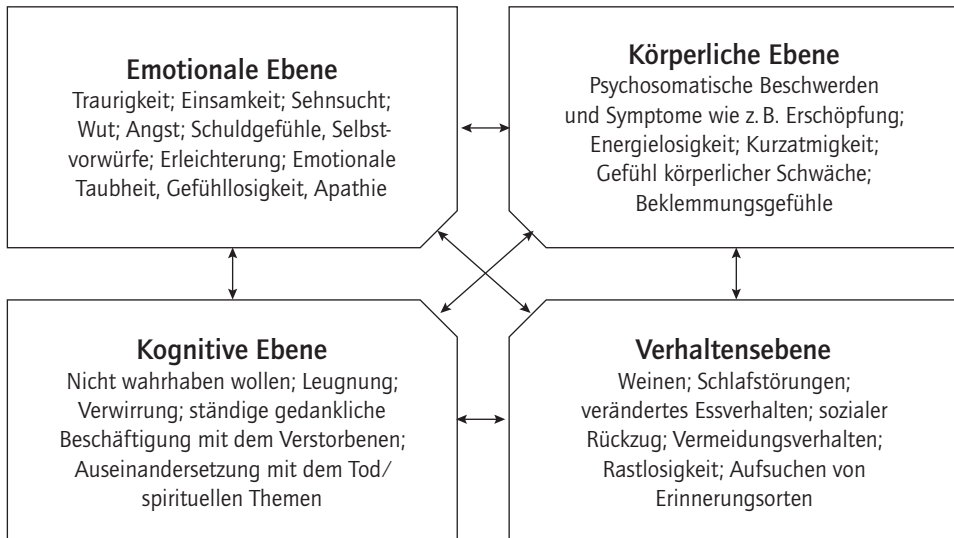 Emotionale Ebene
Traurigkeit; Einsamkeit; Sehnsucht;
Wut; Angst; Schuldgefühle, Selbst-
vorwürfe; Erleichterung; Emotionale
Taubheit, Gefühllosigkeit, Apathie
Körperliche Ebene
Psychosomatische Beschwerden
und Symptome wie z. B. Erschöpfung;
Energielosigkeit; Kurzatmigkeit;
Gefühl körperlicher Schwäche;
Beklemmungsgefühle
Kognitive Ebene
Nicht wahrhaben wollen; Leugnung;
Verwirrung; ständige gedankliche
Beschäftigung mit dem Verstorbenen;
Auseinandersetzung mit dem Tod/
spirituellen Themen
Verhaltensebene
Weinen; Schlafstörungen;
verändertes Essverhalten; sozialer
Rückzug; Vermeidungsverhalten;
Rastlosigkeit; Aufsuchen von
Erinnerungsorten